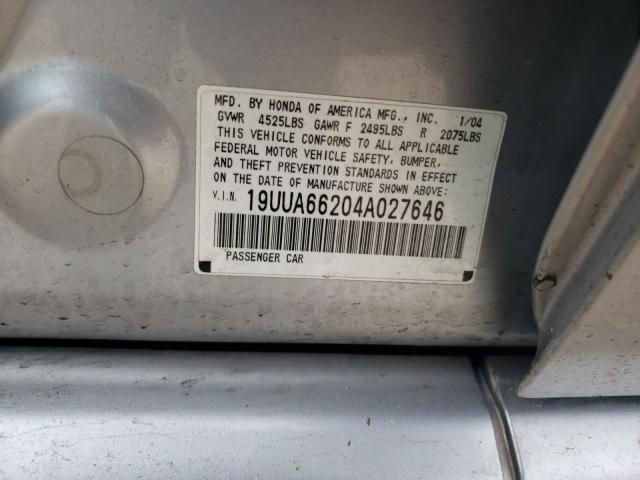 MFD. BY HONDA OF AMERICA MFG., INC. 1/04
GVWR 4525LBS GAWR F 2495LBS R 2075LBS
THIS VEHICLE CONFORMS TO ALL APPLICABLE
FEDERAL MOTOR VEHICLE SAFETY, BUMPER,
AND THEFT PREVENTION STANDARDS IN EFFECT
ON THE DATE OF MANUFACTURE SHOWN ABOVE:
V.I.N. 19UUA66204A027646
PASSENGER CAR